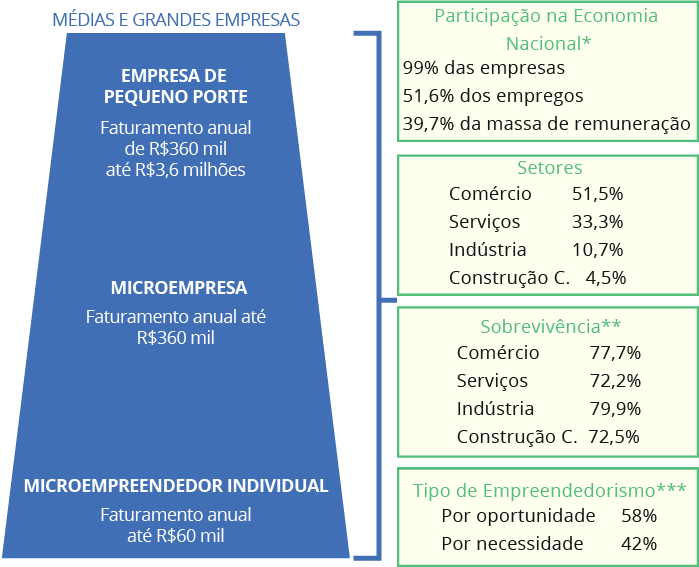 MÉDIAS E GRANDES EMPRESAS
EMPRESA DE
PEQUENO PORTE
Faturamento anual
de R$360 mil
até R$3,6 milhões
MICROEMPRESA
Faturamento anual até
R$360 mil
MICROEMPREENDEDOR INDIVIDUAL
Faturamento anual
até R$60 mil
Participação na Economia
Nacional*
99% das empresas
51,6% dos empregos
39,7% da massa de remuneração
Setores
Comércio 51,5%
Serviços 33,3%
Indústria 10,7%
Construção C. 4,5%
Sobrevivência**
Comércio 77,7%
Serviços 72,2%
Indústria 79,9%
Construção C. 72,5%
Tipo de Empreendedorismo***
Por oportunidade 58%
Por necessidade 42%